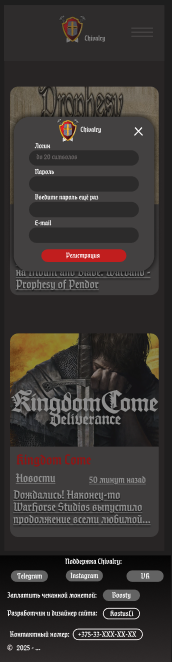 Chivalry
Prophesy
Chivalry
Логин
До 20 символов
Пароль
Введите пароль ещё раз
E-mail
Регистрация
на Mount and Blade: Warband -
Prophesy of Pendor
Kingdom Come
Deliverance
Kingdom Come
Новости
50 минут назад
Дождались! Наконец-то
Warhorse Studios выпустило
продолжение всеми любимой...
Поддержка Chivalry:
Telegram
Instagram
VK
Заплатить чеканной монетой:
Boosty
Разработчик и дизайнер сайта:
KostusLi
Контактный номер:
+375-33-XXX-XX-XX
© 2025 - ...